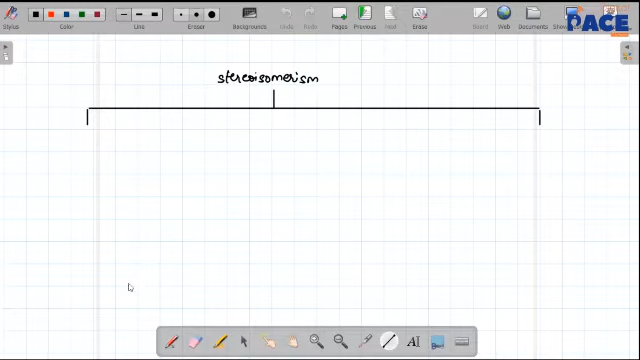 Stylus
Color
Line
Eraser
Backgrounds
Undo
Redo
Pages
Previous
Next
Erase
Board
Web
Documents
PACE
stereoisomerism